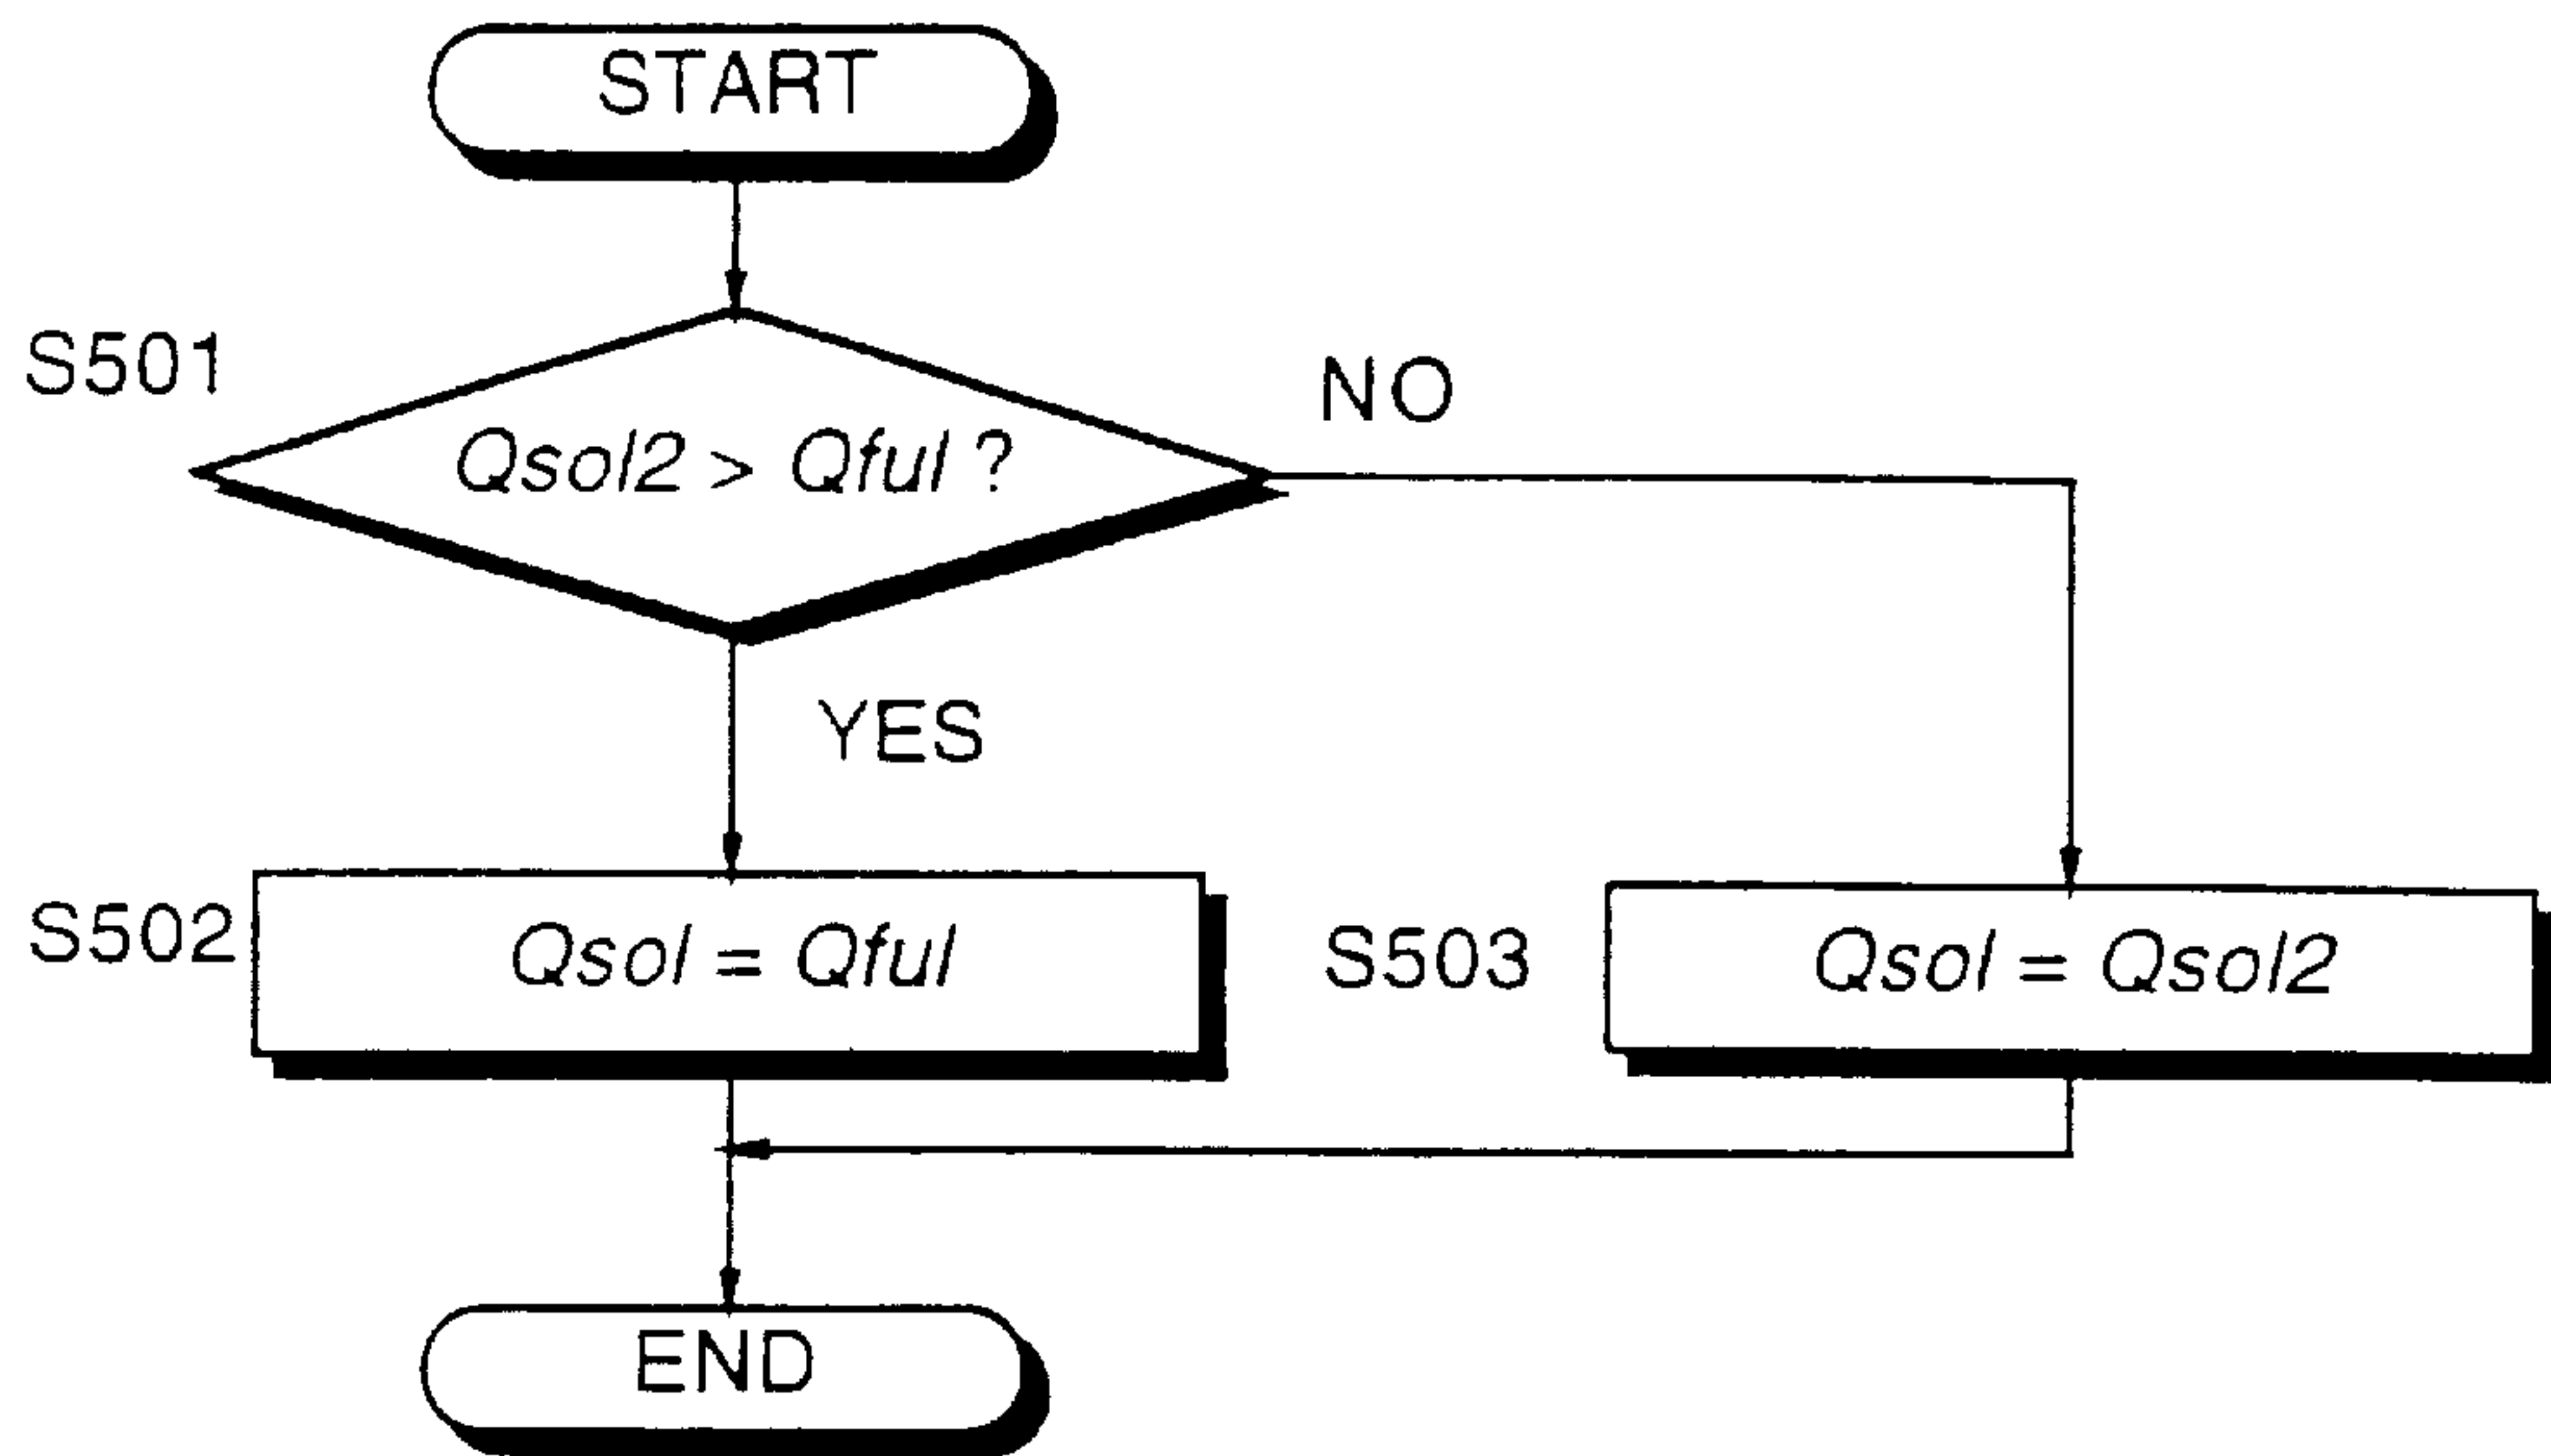 START
S501
Qsol2 > Qful ?
NO
YES
S502
Qsol = Qful
S503
Qsol = Qsol2
END